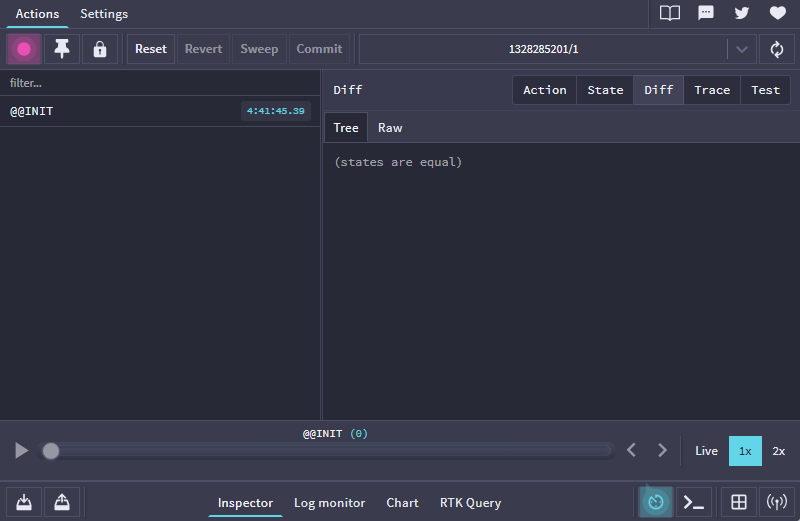 Actions Settings
Reset Revert Sweep Commit 1328285201/1
filter...
@@INIT 4:41:45.39
Diff Action State Diff Trace Test
Tree Raw
(states are equal)
@@INIT (0)
Live 1x 2x
Inspector Log monitor Chart RTK Query